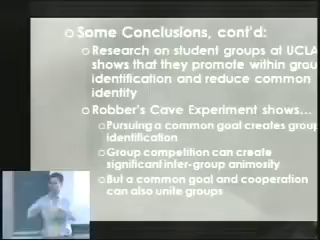 Some Conclusions, cont'd:
Research on student groups at UCLA
shows that they promote within grou
identification and reduce common
identity
Robber's Cave Experiment shows...
Pursuing a common goal creates group
identification
Group competition can create
significant inter-group animosity
But a common goal and cooperation
can also unite groups